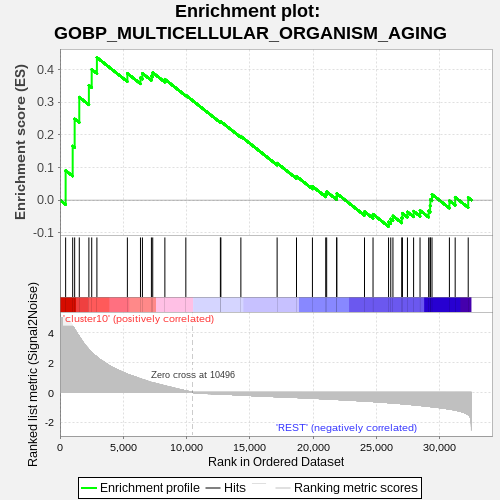 Enrichment plot:
GOBP_MULTICELLULAR_ORGANISM_AGING
Enrichment score (ES)
0.4
0.3
0.2
0.1
0.0
-0.1
'cluster10' (positively correlated)
Zero cross at 10496
'REST' (negatively correlated)
Ranked list metric (Signal2Noise)
4
2
0
-2
0 5,000 10,000 15,000 20,000 25,000 30,000
Rank in Ordered Dataset
Enrichment profile Hits Ranking metric scores